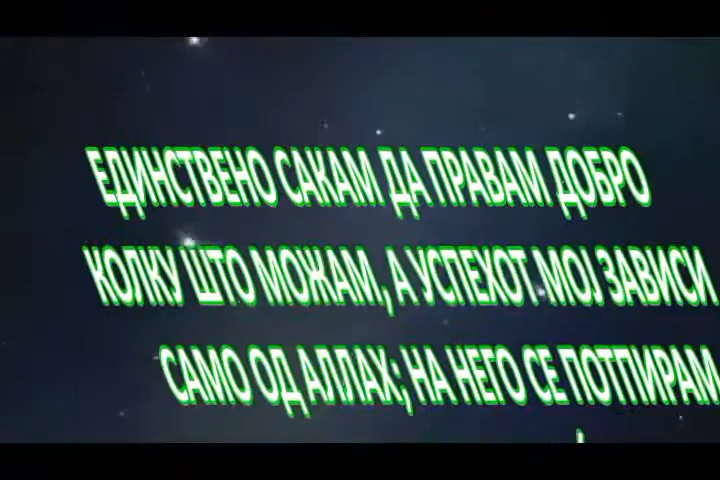 ЕДИНСТВЕНО САКАМ ДА ПРАВАМ ДОБРО
КОЛКУ ШТО МОЖАМ, А УСПЕХОТ МОЈ ЗАВИСИ
САМО ОД АЛЛАХ; НА НЕГО СЕ ПОТПИРАМ